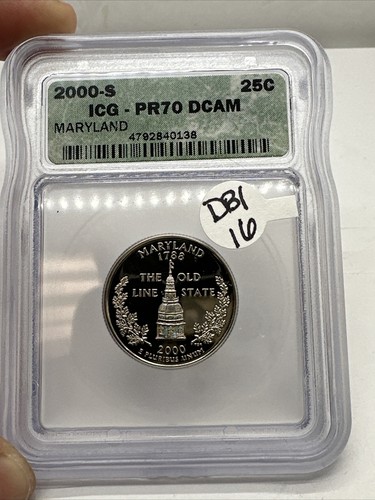 2000-S 25C
ICG - PR70 DCAM
MARYLAND
4792840138
DB1
16
MARYLAND
1788
THE OLD
LINE STATE
2000
E PLURIBUS UNUM